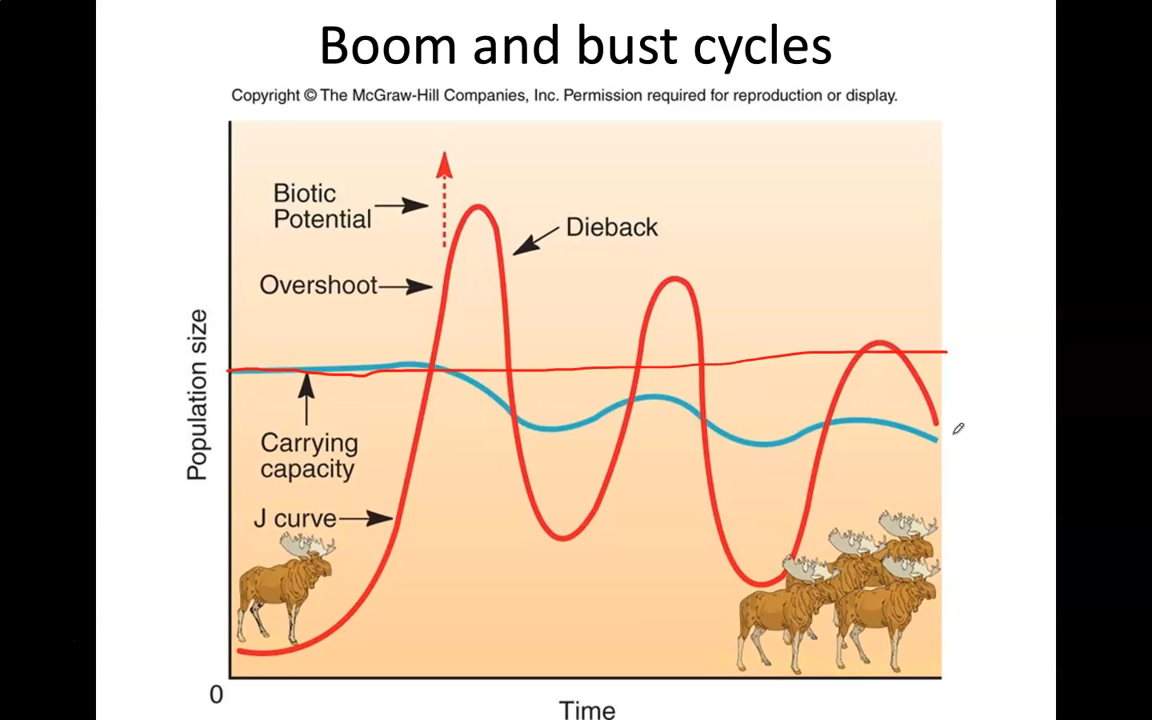 Boom and bust cycles
Copyright © The McGraw-Hill Companies, Inc. Permission required for reproduction or display.
Biotic
Potential
Dieback
Overshoot
Population size
Carrying
capacity
J curve
0
Time